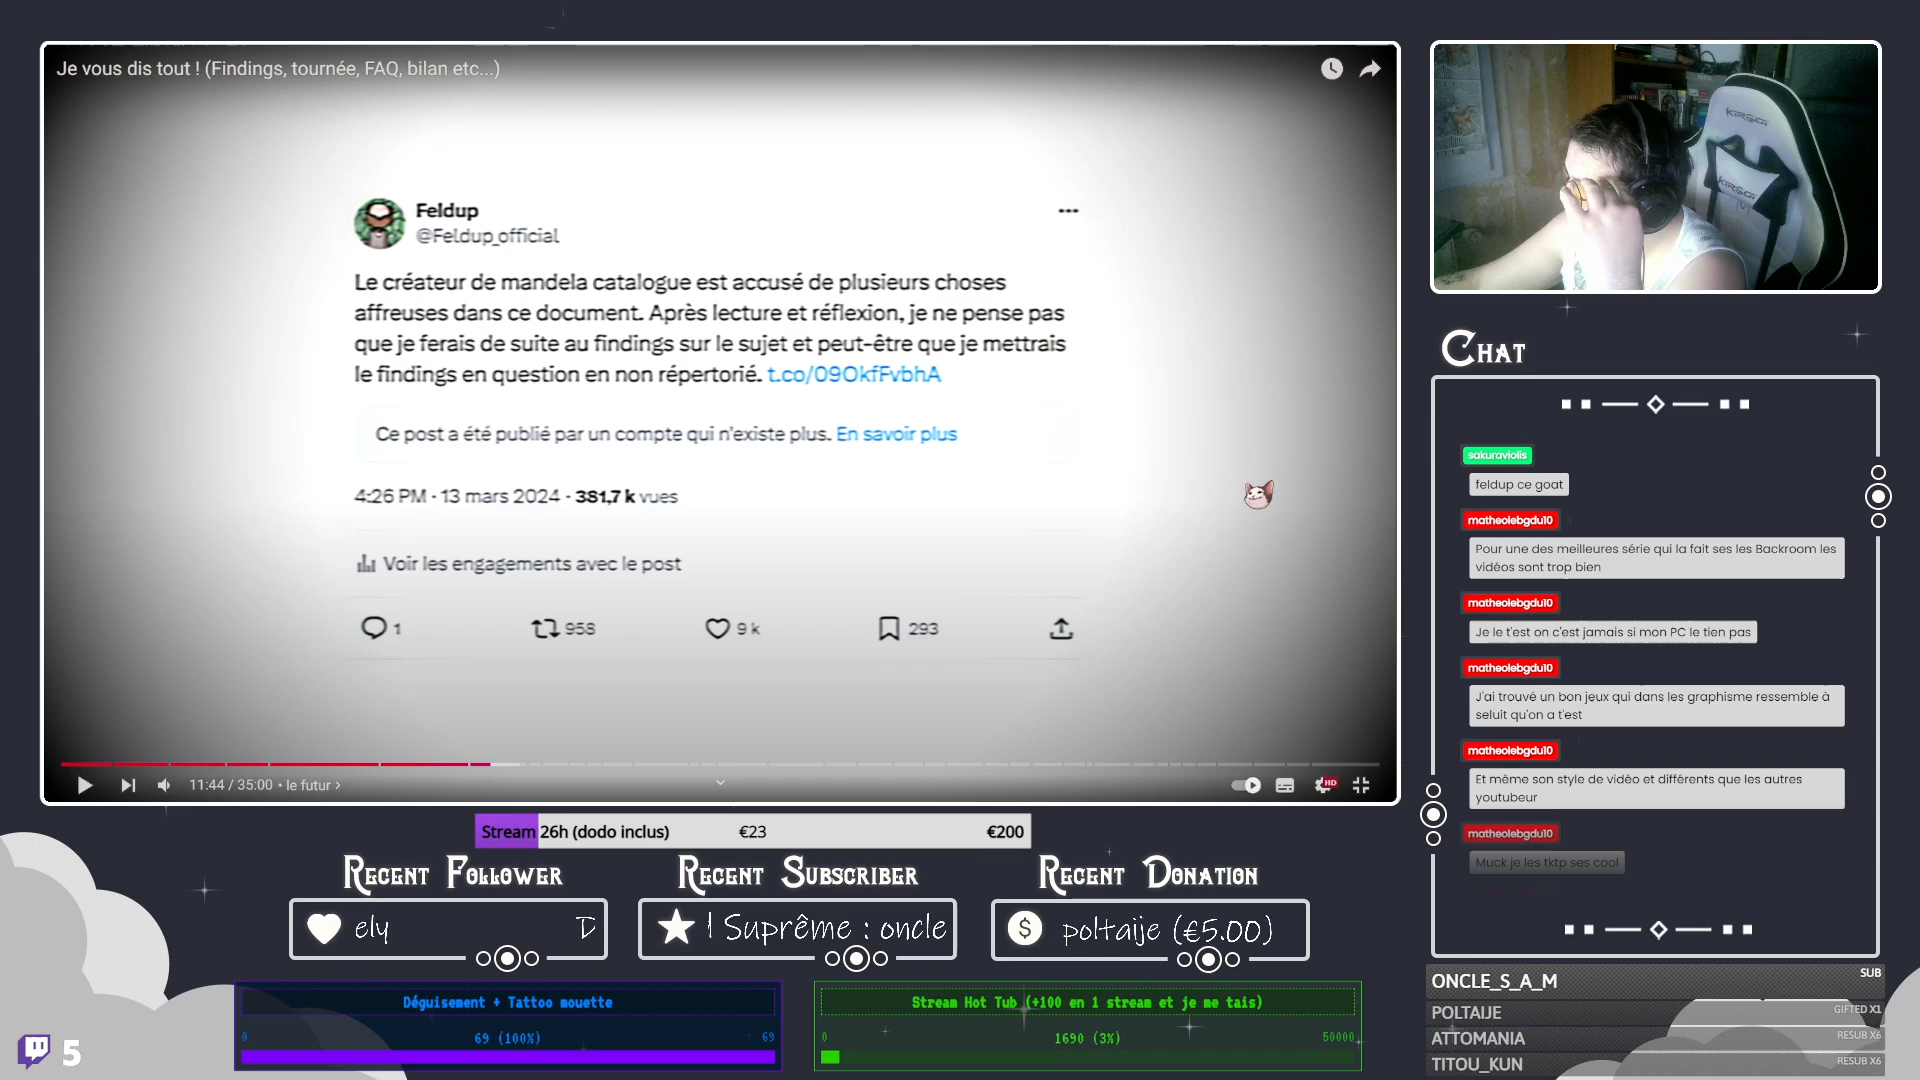 Je vous dis tout ! (Findings, tournée, FAQ, bilan etc...)
Feldup
@Feldup_official
Le créateur de mandela catalogue est accusé de plusieurs choses
affreuses dans ce document. Après lecture et réflexion, je ne pense pas
que je ferais de suite au findings sur le sujet et peut-être que je mettrais
le findings en question en non répertorié. t.co/09OkfFvbhA
Ce post a été publié par un compte qui n'existe plus. En savoir plus
4:26 PM · 13 mars 2024 · 381,7 k vues
Voir les engagements avec le post
1 958 9 k 293
11:44 / 35:00 • le futur ›
HD
KIRSGI
KIRSGI
CHAT
sakuraviolis
feldup ce goat
matheolebgdu10
Pour une des meilleures série qui la fait ses les Backroom les
vidéos sont trop bien
matheolebgdu10
Je le t'est on c'est jamais si mon PC le tien pas
matheolebgdu10
J'ai trouvé un bon jeux qui dans les graphisme ressemble à
seluit qu'on a t'est
matheolebgdu10
Et même son style de vidéo et différents que les autres
youtubeur
matheolebgdu10
Muck je les tktp ses cool
Stream 26h (dodo inclus) €23 €200
RECENT FOLLOWER
ely D
RECENT SUBSCRIBER
l Suprême : oncle
RECENT DONATION
poltaije (€5.00)
Déguisement + Tattoo mouette
0 69 (100%) 69
Stream Hot Tub (+100 en 1 stream et je me tais)
0 1690 (3%) 50000
ONCLE_S_A_M SUB
POLTAIJE GIFTED X1
ATTOMANIA RESUB X6
TITOU_KUN RESUB X6
5